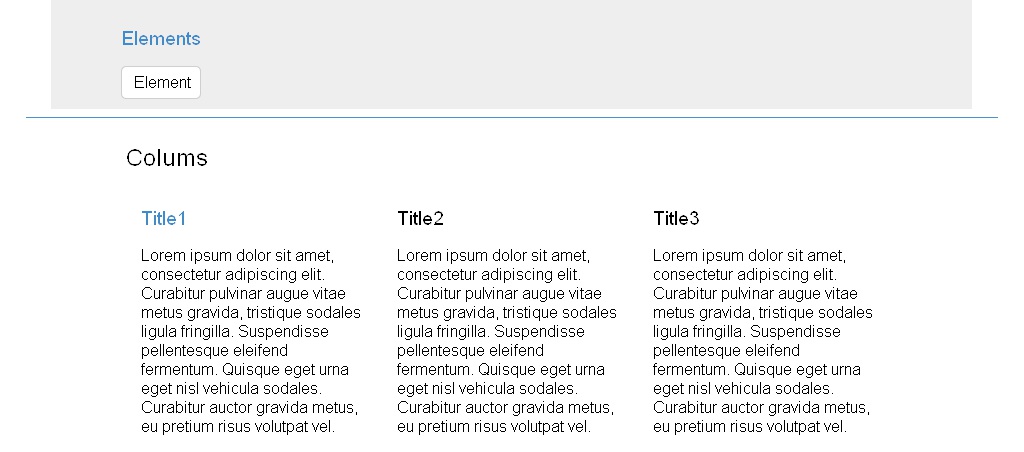 Elements
Element
Colums
Title1
Lorem ipsum dolor sit amet,
consectetur adipiscing elit.
Curabitur pulvinar augue vitae
metus gravida, tristique sodales
ligula fringilla. Suspendisse
pellentesque eleifend
fermentum. Quisque eget urna
eget nisl vehicula sodales.
Curabitur auctor gravida metus,
eu pretium risus volutpat vel.
Title2
Lorem ipsum dolor sit amet,
consectetur adipiscing elit.
Curabitur pulvinar augue vitae
metus gravida, tristique sodales
ligula fringilla. Suspendisse
pellentesque eleifend
fermentum. Quisque eget urna
eget nisl vehicula sodales.
Curabitur auctor gravida metus,
eu pretium risus volutpat vel.
Title3
Lorem ipsum dolor sit amet,
consectetur adipiscing elit.
Curabitur pulvinar augue vitae
metus gravida, tristique sodales
ligula fringilla. Suspendisse
pellentesque eleifend
fermentum. Quisque eget urna
eget nisl vehicula sodales.
Curabitur auctor gravida metus,
eu pretium risus volutpat vel.